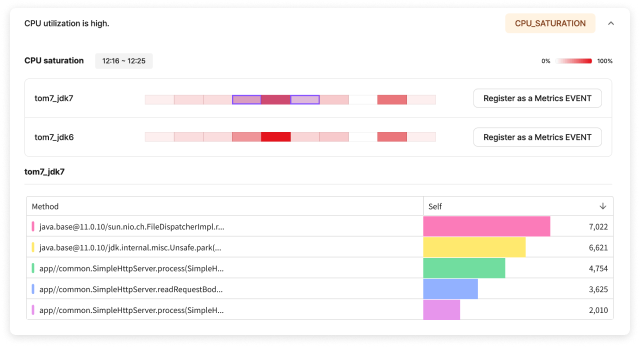 CPU utilization is high.
CPU_SATURATION
CPU saturation
12:16 ~ 12:25
0%
100%
tom7_jdk7
Register as a Metrics EVENT
tom7_jdk6
Register as a Metrics EVENT
tom7_jdk7
Method
Self
java.base@11.0.10/sun.nio.ch.FileDispatcherImpl.r...
7,022
java.base@11.0.10/jdk.internal.misc.Unsafe.park(...
6,621
app//common.SimpleHttpServer.process(SimpleH...
4,754
app//common.SimpleHttpServer.readRequestBod...
3,625
app//common.SimpleHttpServer.process(SimpleH...
2,010